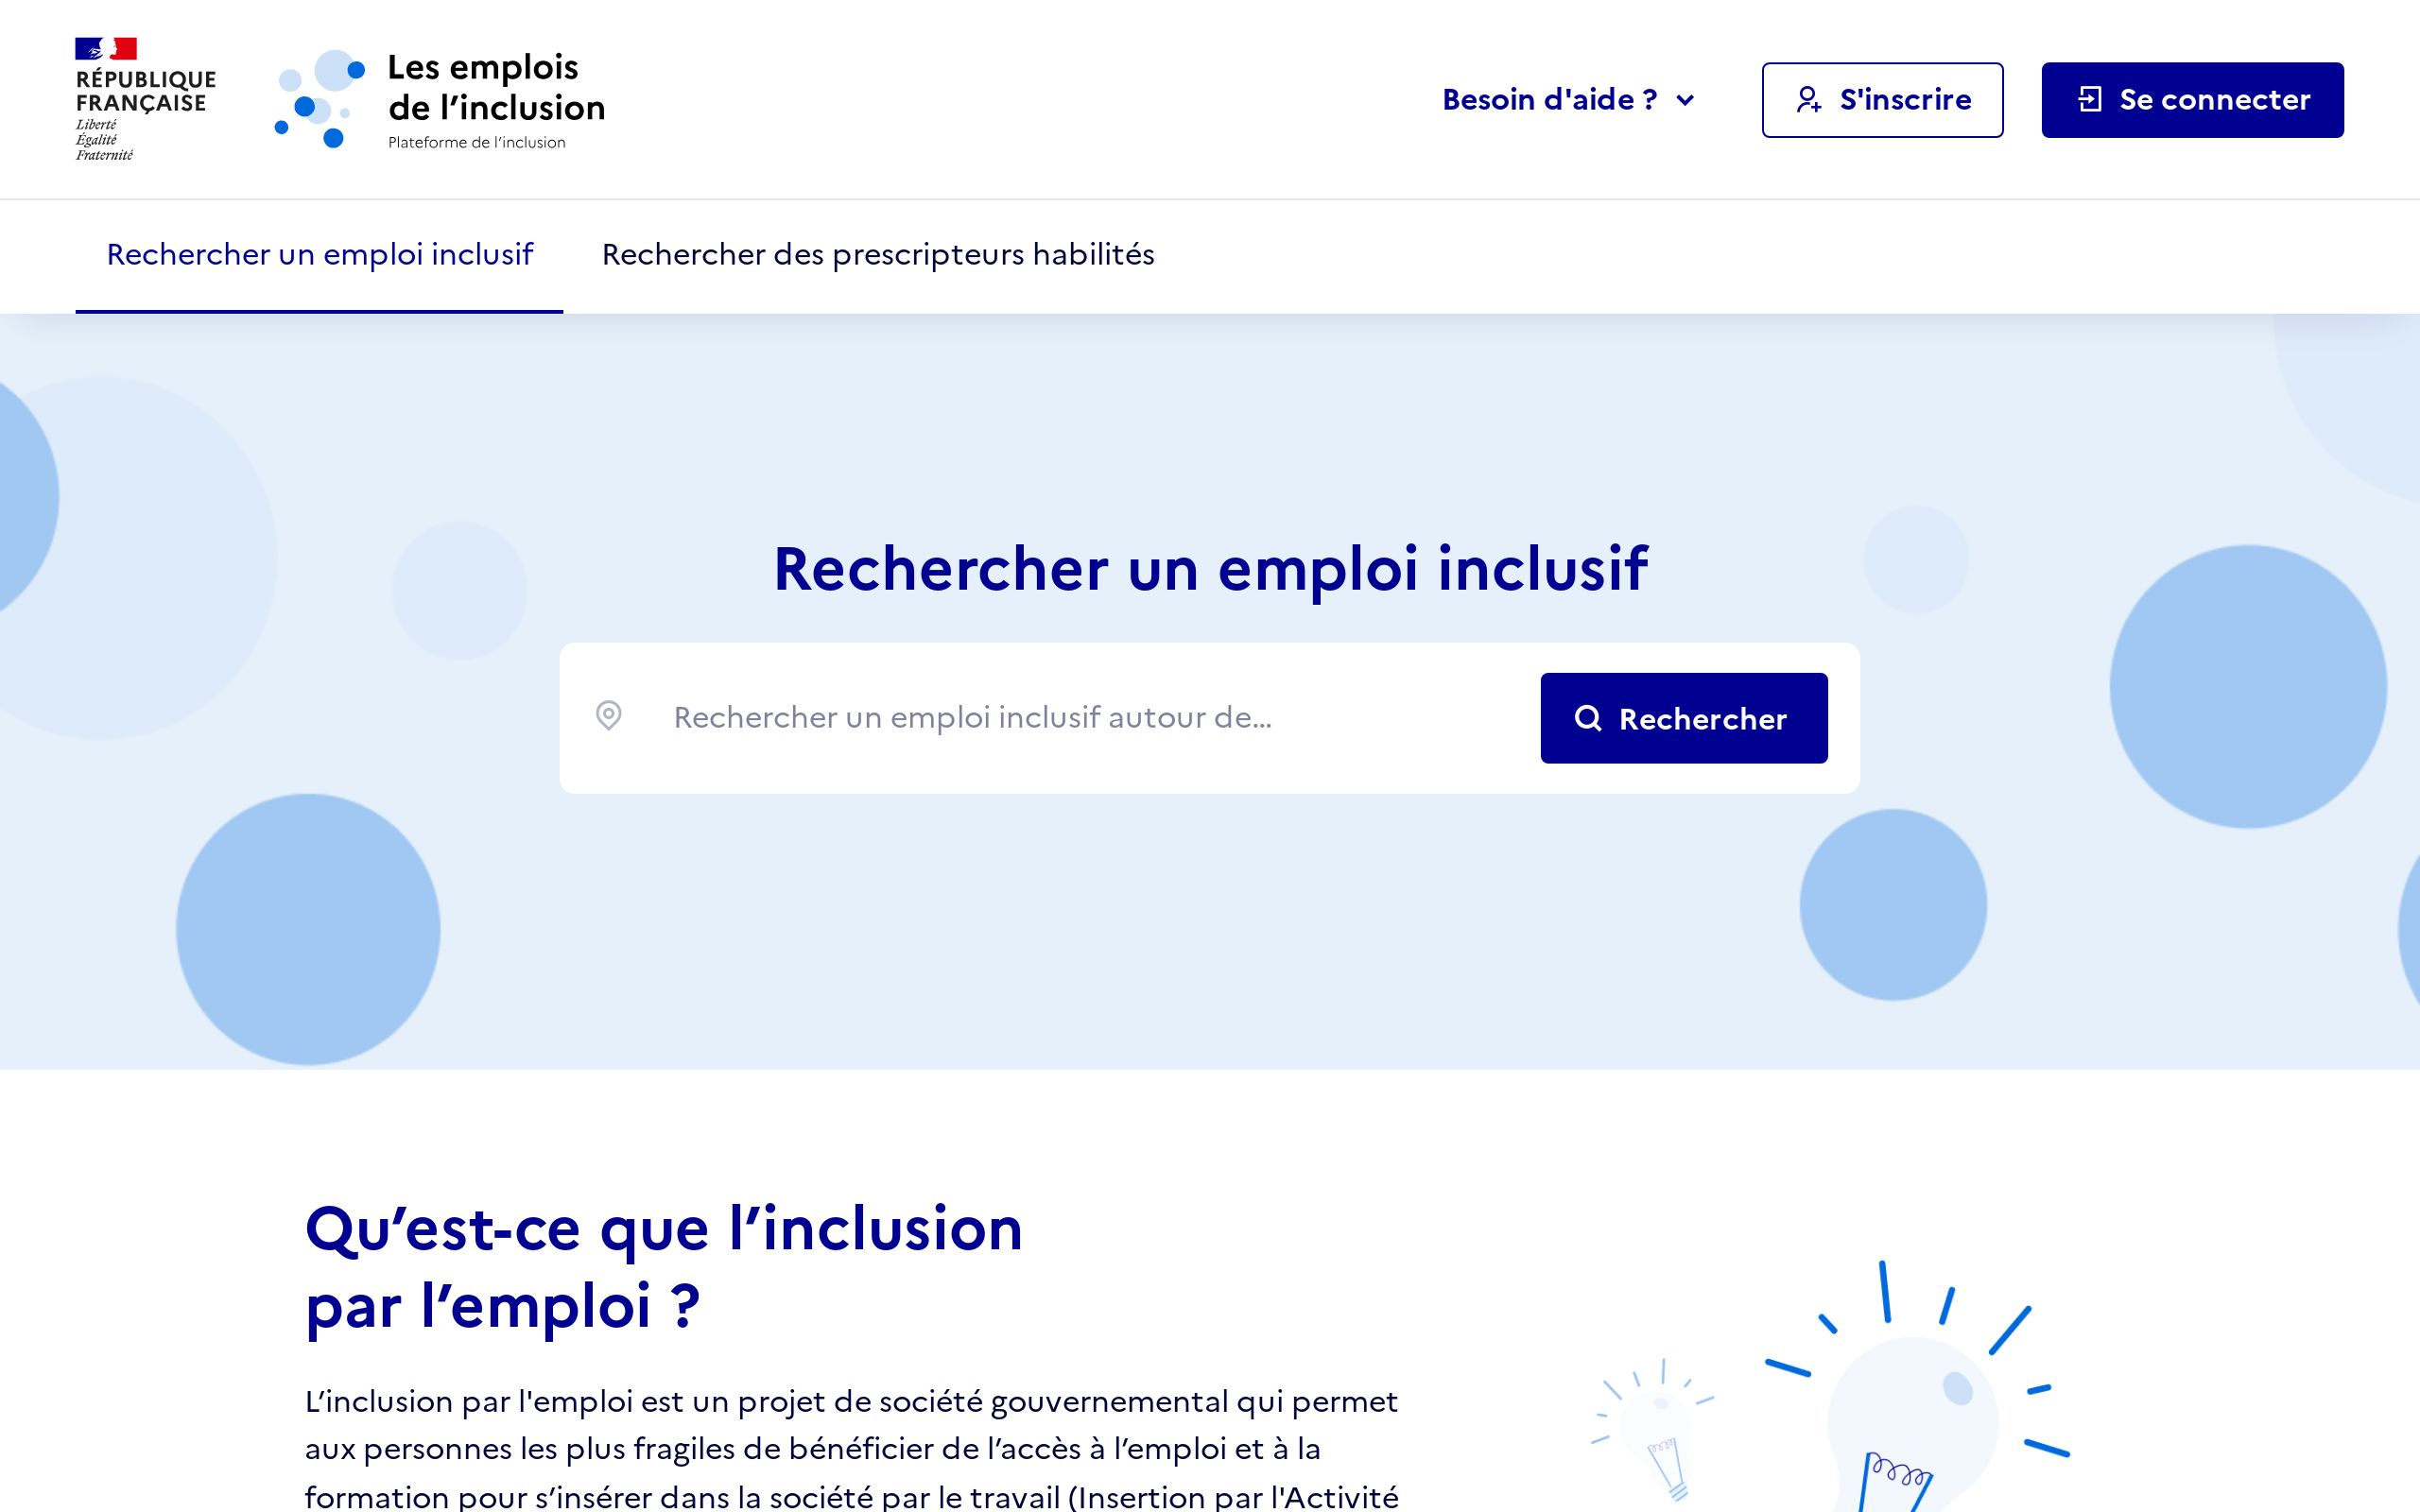 RÉPUBLIQUE
FRANÇAISE
Liberté
Égalité
Fraternité
Les emplois
de l’inclusion
Plateforme de l’inclusion
Besoin d'aide ?
S'inscrire
Se connecter
Rechercher un emploi inclusif
Rechercher des prescripteurs habilités
Rechercher un emploi inclusif
Rechercher un emploi inclusif autour de...
Rechercher
Qu’est-ce que l’inclusion
par l’emploi ?
L’inclusion par l'emploi est un projet de société gouvernemental qui permet
aux personnes les plus fragiles de bénéficier de l’accès à l’emploi et à la
formation pour s’insérer dans la société par le travail (Insertion par l'Activité